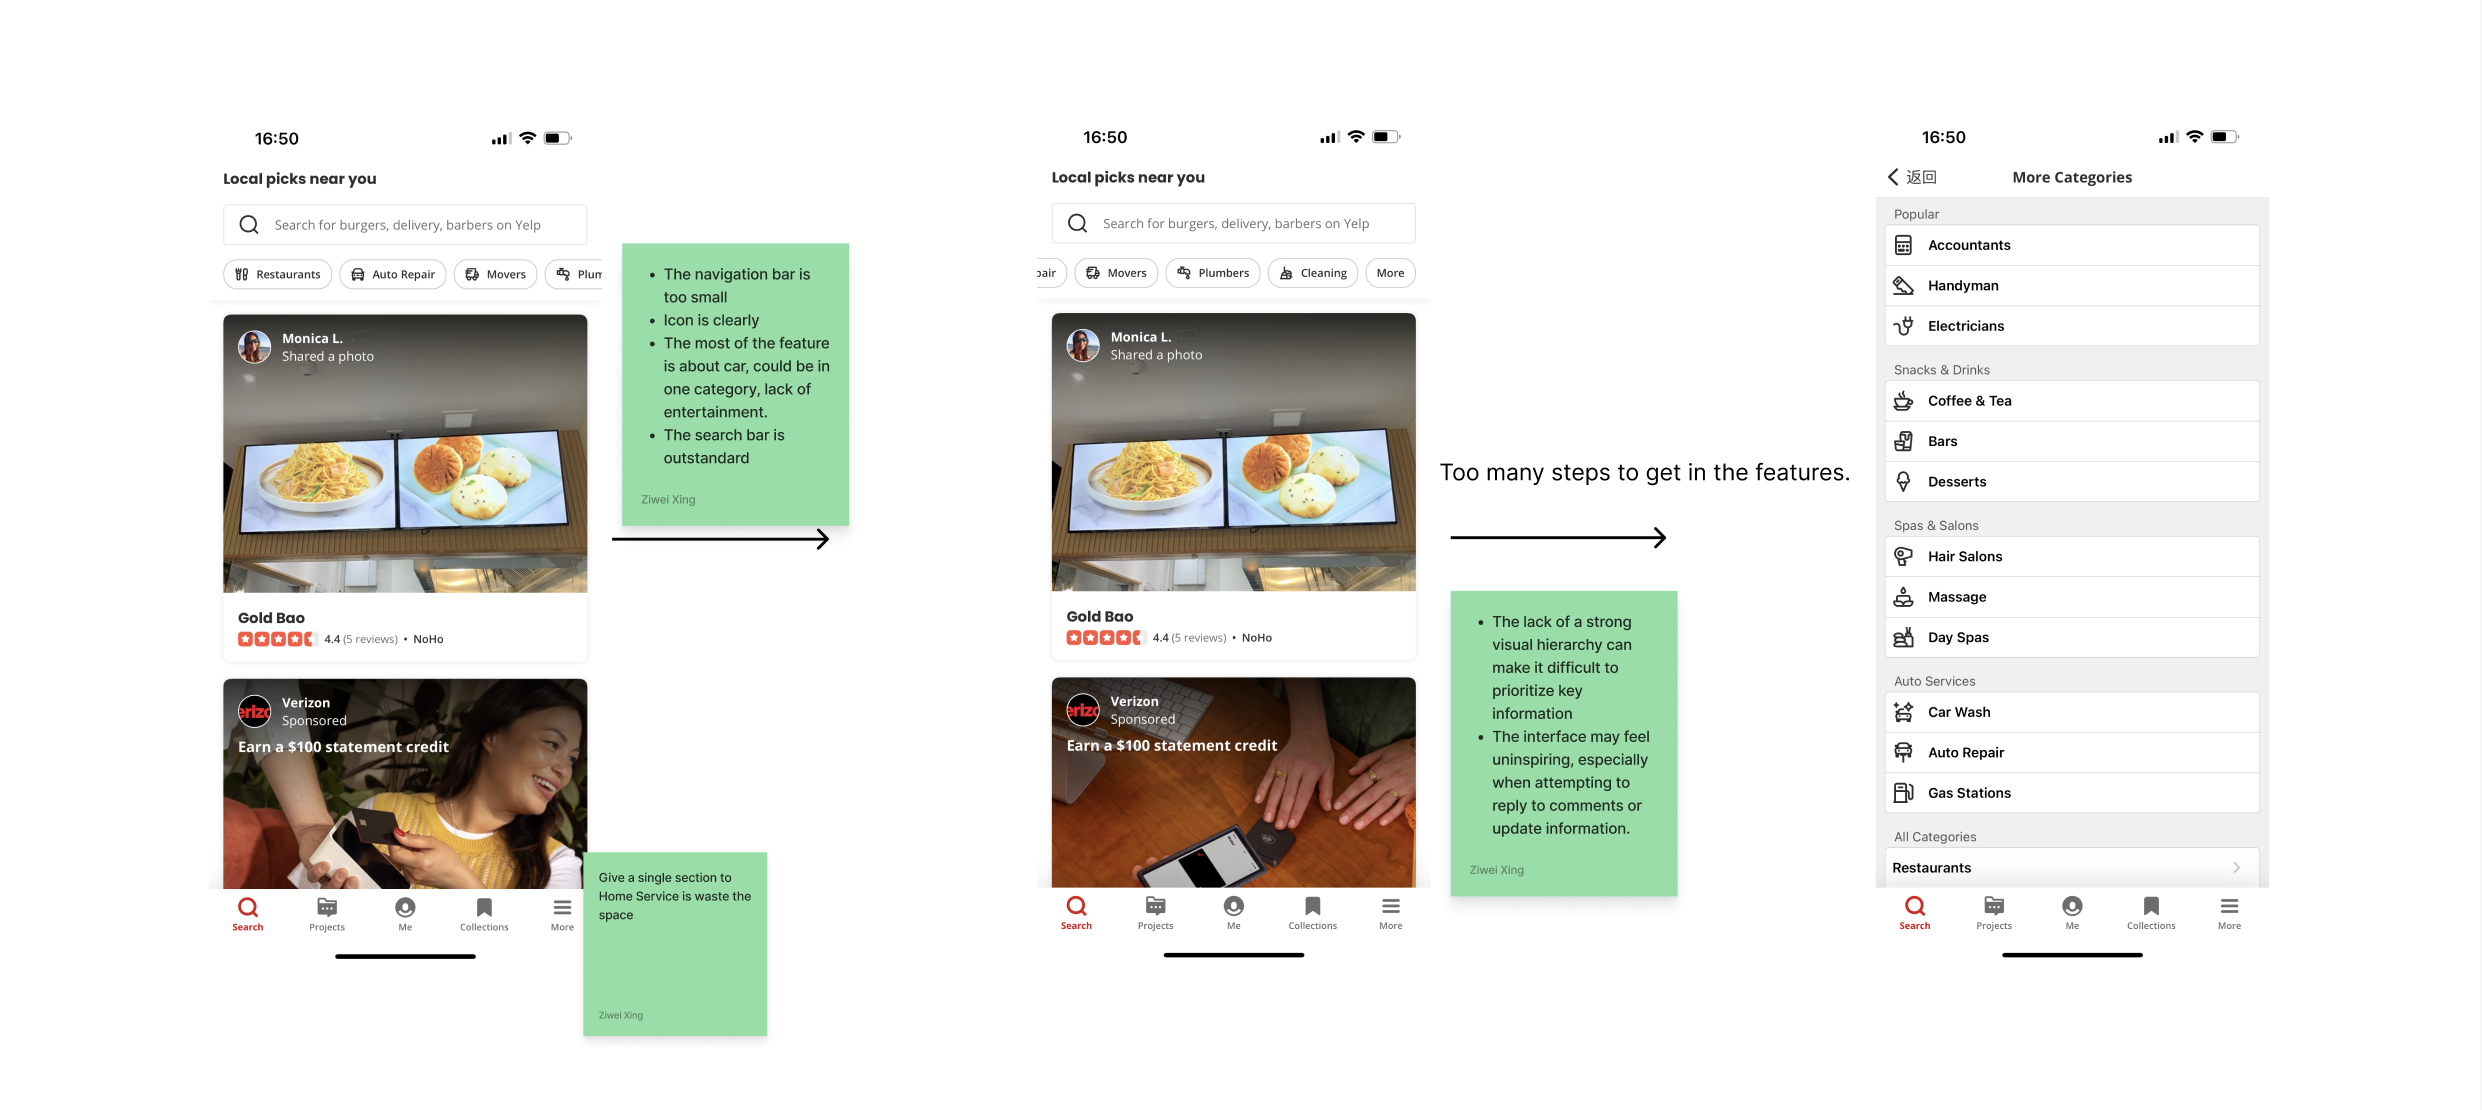 16:50
Local picks near you
Search for burgers, delivery, barbers on Yelp
Restaurants
Auto Repair
Movers
Plum
Monica L.
Shared a photo
Gold Bao
4.4 (5 reviews) • NoHo
Verizon
Sponsored
Earn a $100 statement credit
Search
Projects
Me
Collections
More
• The navigation bar is
too small
• Icon is clearly
• The most of the feature
is about car, could be in
one category, lack of
entertainment.
• The search bar is
outstandard
Ziwei Xing
Give a single section to
Home Service is waste the
space
Ziwei Xing
16:50
Local picks near you
Search for burgers, delivery, barbers on Yelp
pair
Movers
Plumbers
Cleaning
More
Monica L.
Shared a photo
Gold Bao
4.4 (5 reviews) • NoHo
Verizon
Sponsored
Earn a $100 statement credit
Search
Projects
Me
Collections
More
Too many steps to get in the features.
• The lack of a strong
visual hierarchy can
make it difficult to
prioritize key
information
• The interface may feel
uninspiring, especially
when attempting to
reply to comments or
update information.
Ziwei Xing
16:50
返回
More Categories
Popular
Accountants
Handyman
Electricians
Snacks & Drinks
Coffee & Tea
Bars
Desserts
Spas & Salons
Hair Salons
Massage
Day Spas
Auto Services
Car Wash
Auto Repair
Gas Stations
All Categories
Restaurants
Search
Projects
Me
Collections
More